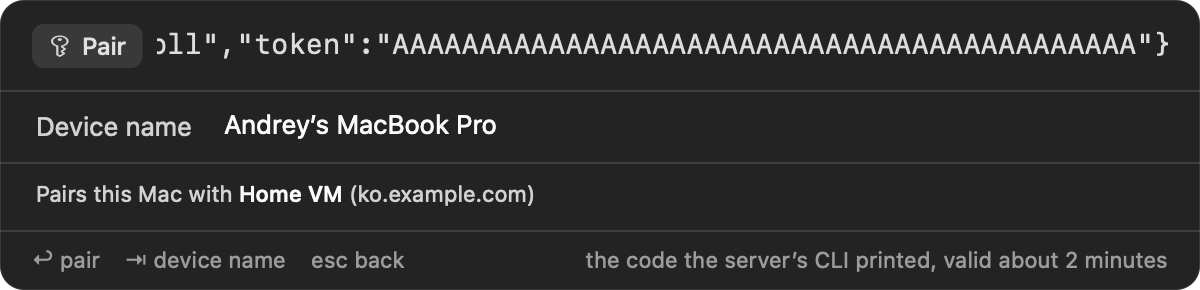 Pair oll","token":"AAAAAAAAAAAAAAAAAAAAAAAAAAAAAAAAAAAAAAAAAAA"}
Device name Andrey’s MacBook Pro
Pairs this Mac with Home VM (ko.example.com)
↩ pair ⇥ device name esc back the code the server’s CLI printed, valid about 2 minutes